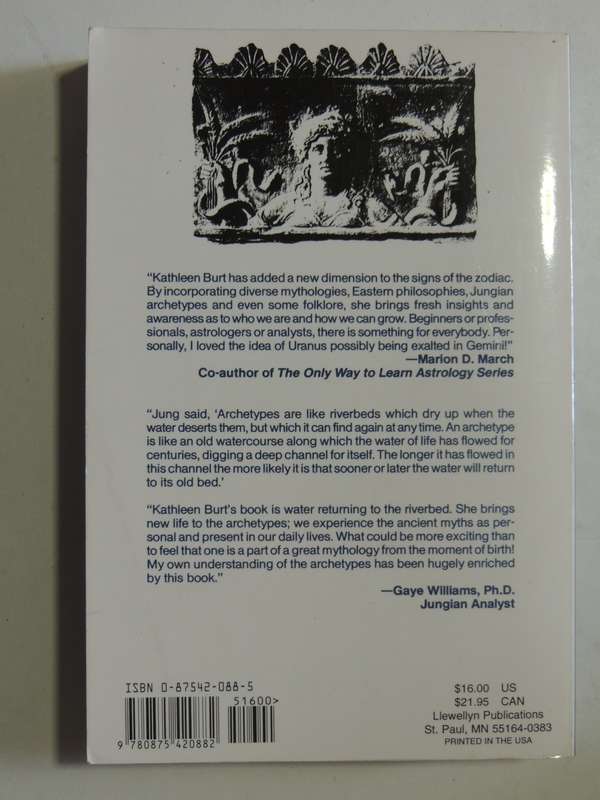 “Kathleen Burt has added a new dimension to the signs of the zodiac.
By incorporating diverse mythologies, Eastern philosophies, Jungian
archetypes and even some folklore, she brings fresh insights and
awareness as to who we are and how we can grow. Beginners or profes-
sionals, astrologers or analysts, there is something for everybody. Per-
sonally, I loved the idea of Uranus possibly being exalted in Gemini!”
—Marion D. March
Co-author of The Only Way to Learn Astrology Series
“Jung said, ‘Archetypes are like riverbeds which dry up when the
water deserts them, but which it can find again at any time. An archetype
is like an old watercourse along which the water of life has flowed for
centuries, digging a deep channel for itself. The longer it has flowed in
this channel the more likely it is that sooner or later the water will return
to its old bed.’
“Kathleen Burt’s book is water returning to the riverbed. She brings
new life to the archetypes; we experience the ancient myths as per-
sonal and present in our daily lives. What could be more exciting than
to feel that one is a part of a great mythology from the moment of birth!
My own understanding of the archetypes has been hugely enriched
by this book.”
—Gaye Williams, Ph.D.
Jungian Analyst
ISBN 0-87542-088-5
51600>
9 780875 420882
$16.00 US
$21.95 CAN
Llewellyn Publications
St. Paul, MN 55164-0383
PRINTED IN THE USA